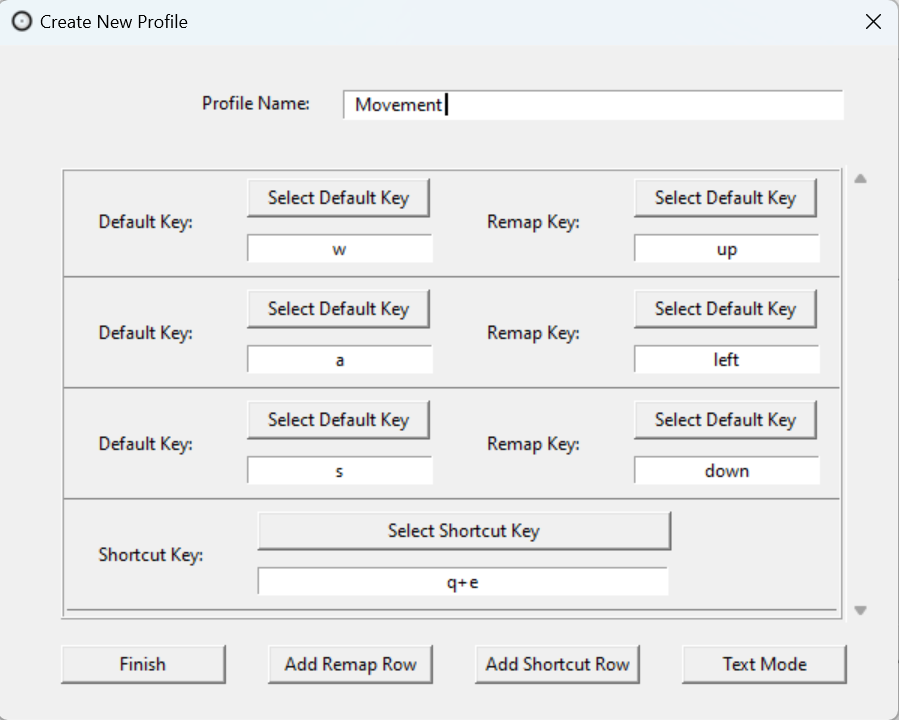 Create New Profile
Profile Name: Movement
Select Default Key Select Default Key
Default Key: Remap Key:
w up
Select Default Key Select Default Key
Default Key: Remap Key:
a left
Select Default Key Select Default Key
Default Key: Remap Key:
s down
Select Shortcut Key
Shortcut Key:
q+e
Finish Add Remap Row Add Shortcut Row Text Mode